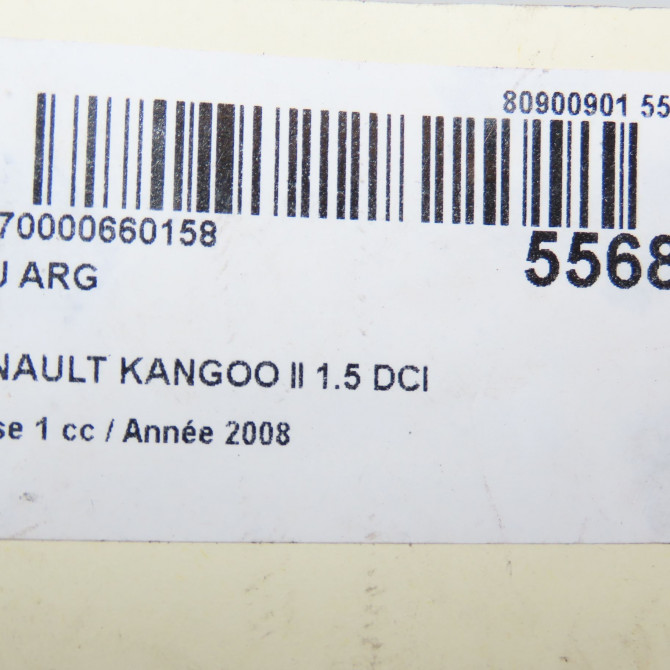 80900901 55
70000660158
5568
U ARG
NAULT KANGOO II 1.5 DCI
se 1 cc / Année 2008